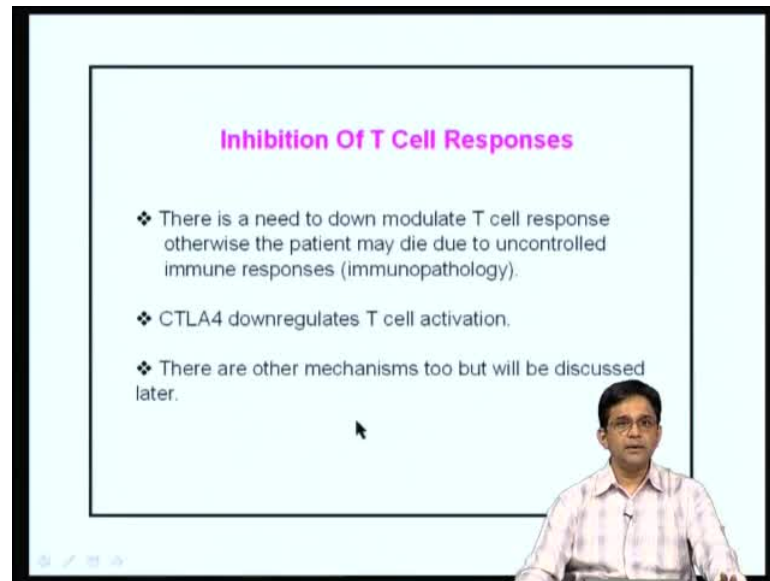 Inhibition Of T Cell Responses
❖ There is a need to down modulate T cell response
otherwise the patient may die due to uncontrolled
immune responses (immunopathology).
❖ CTLA4 downregulates T cell activation.
❖ There are other mechanisms too but will be discussed
later.